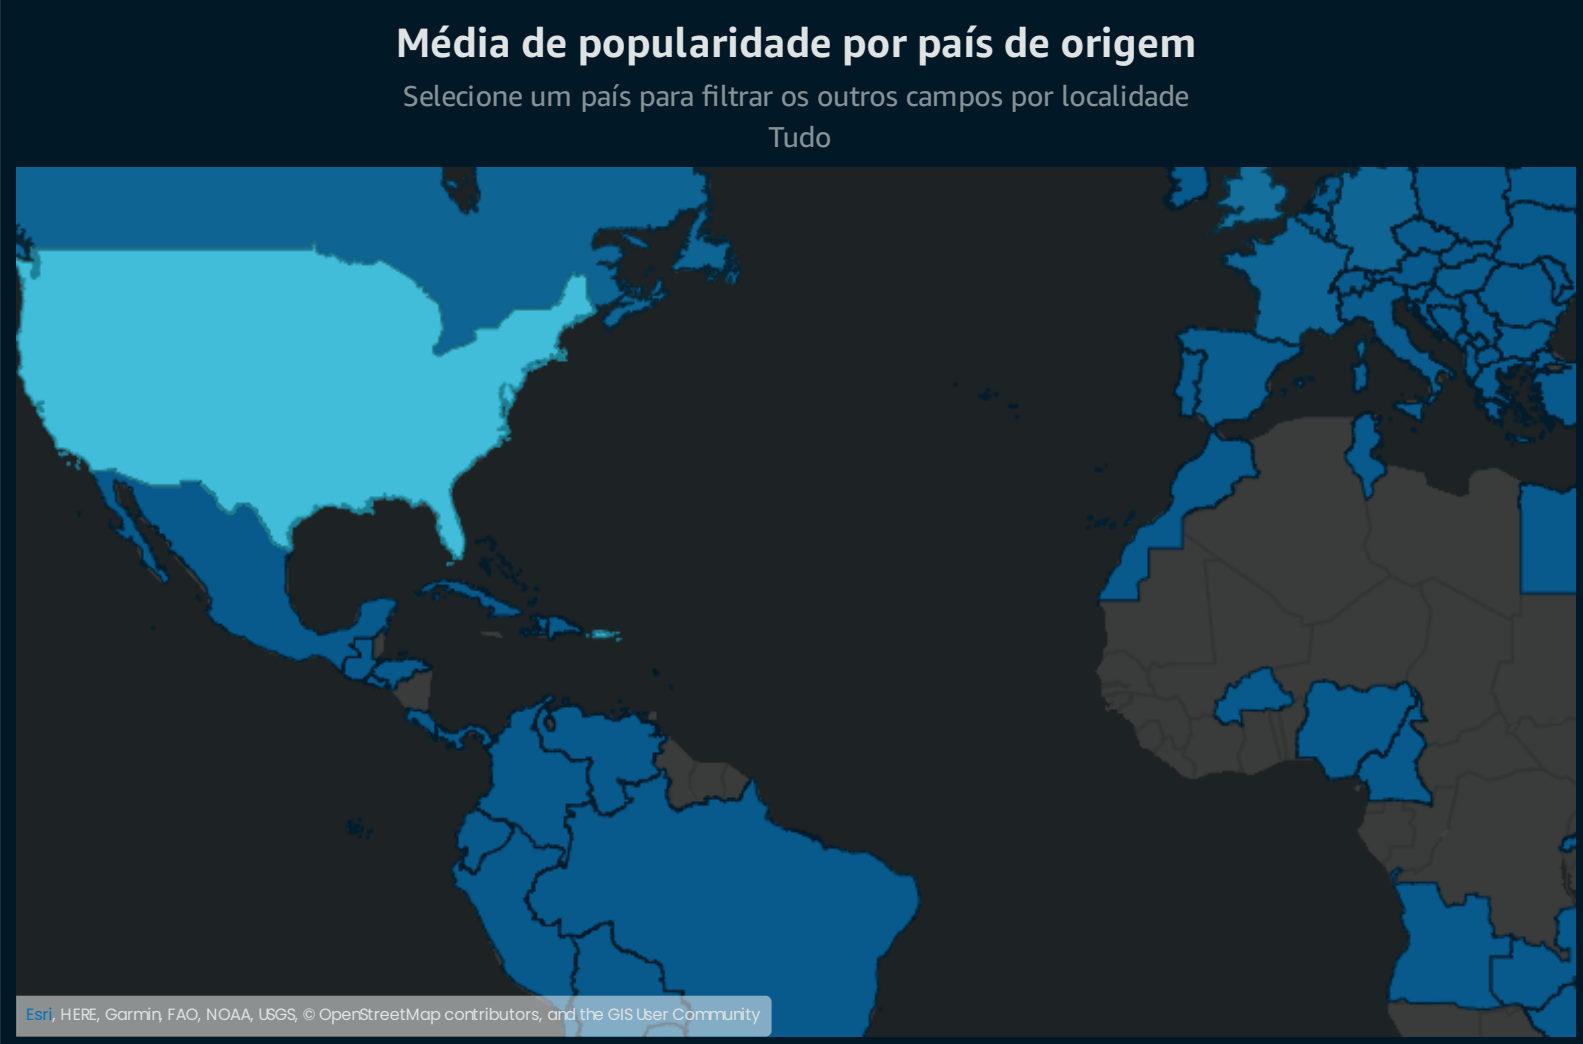 Média de popularidade por país de origem
Selecione um país para filtrar os outros campos por localidade
Tudo
Esri, HERE, Garmin, FAO, NOAA, USGS, © OpenStreetMap contributors, and the GIS User Community